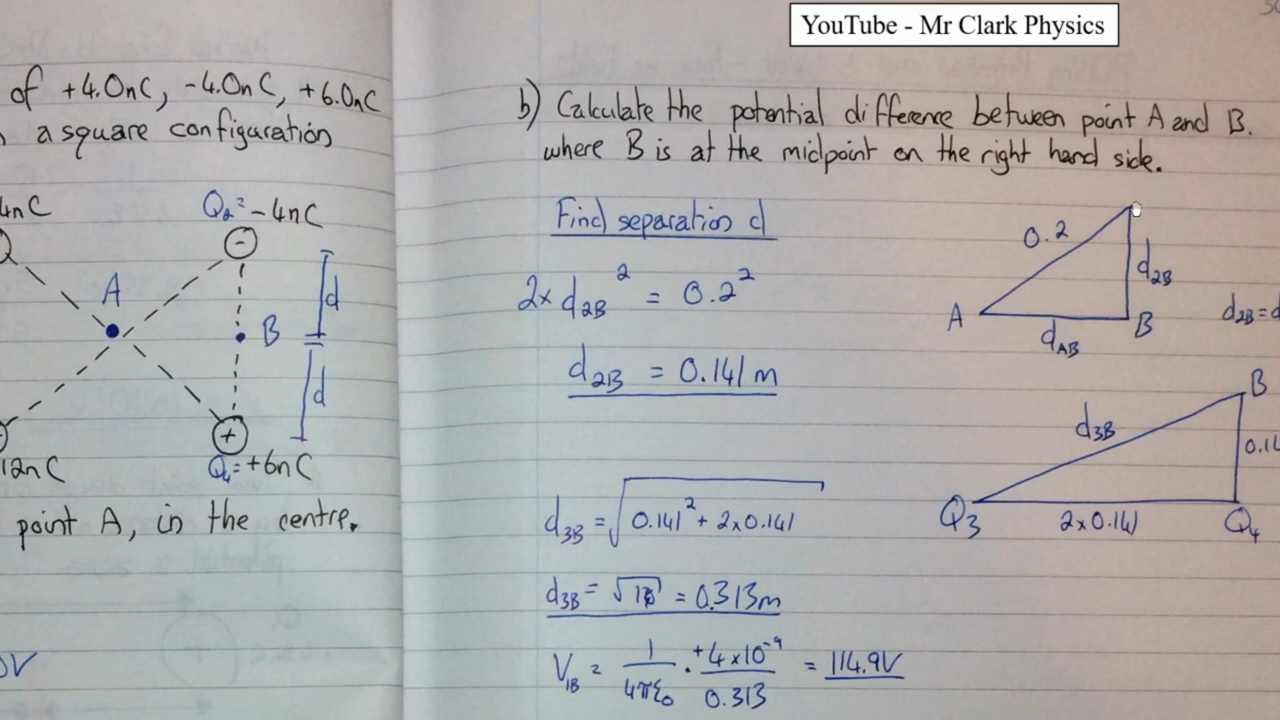 YouTube - Mr Clark Physics
of +4.0nC, -4.0nC, +6.0nC
a square configuration
4nC
Q₂= -4nC
A
B
d
d
-
+
12nC
Q₄=+6nC
point A, in the centre.
V
b) Calculate the potential difference between point A and B.
where B is at the midpoint on the right hand side.
Find separation d
2× d₂B² = 0.2²
d₂B = 0.141m
0.2
d₂B
A
dAB
B
d₂B=d
B
d₃B
0.1
Q₃
2×0.141
Q₄
d₃B = √0.141² + 2×0.141
d₃B = = 0.313m
V₁B = 1/4πε₀ · +4×10⁻⁹/0.313 = 114.9V